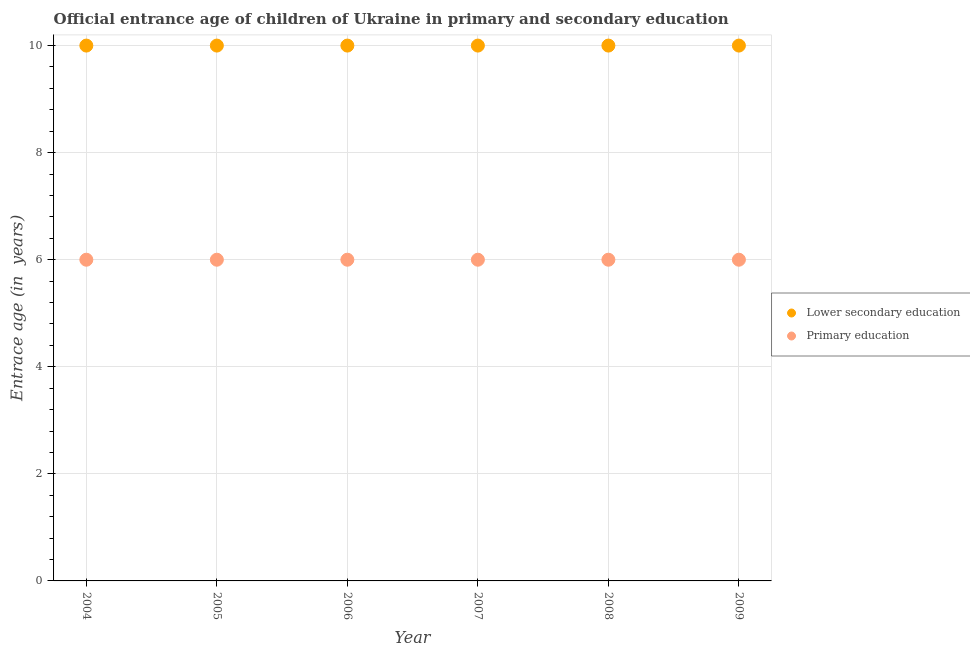 Official entrance age of children of Ukraine in primary and secondary education
Entrace age (in  years)
10
8
6
4
2
0
2004
2005
2006
2007
2008
2009
Year
Lower secondary education
Primary education